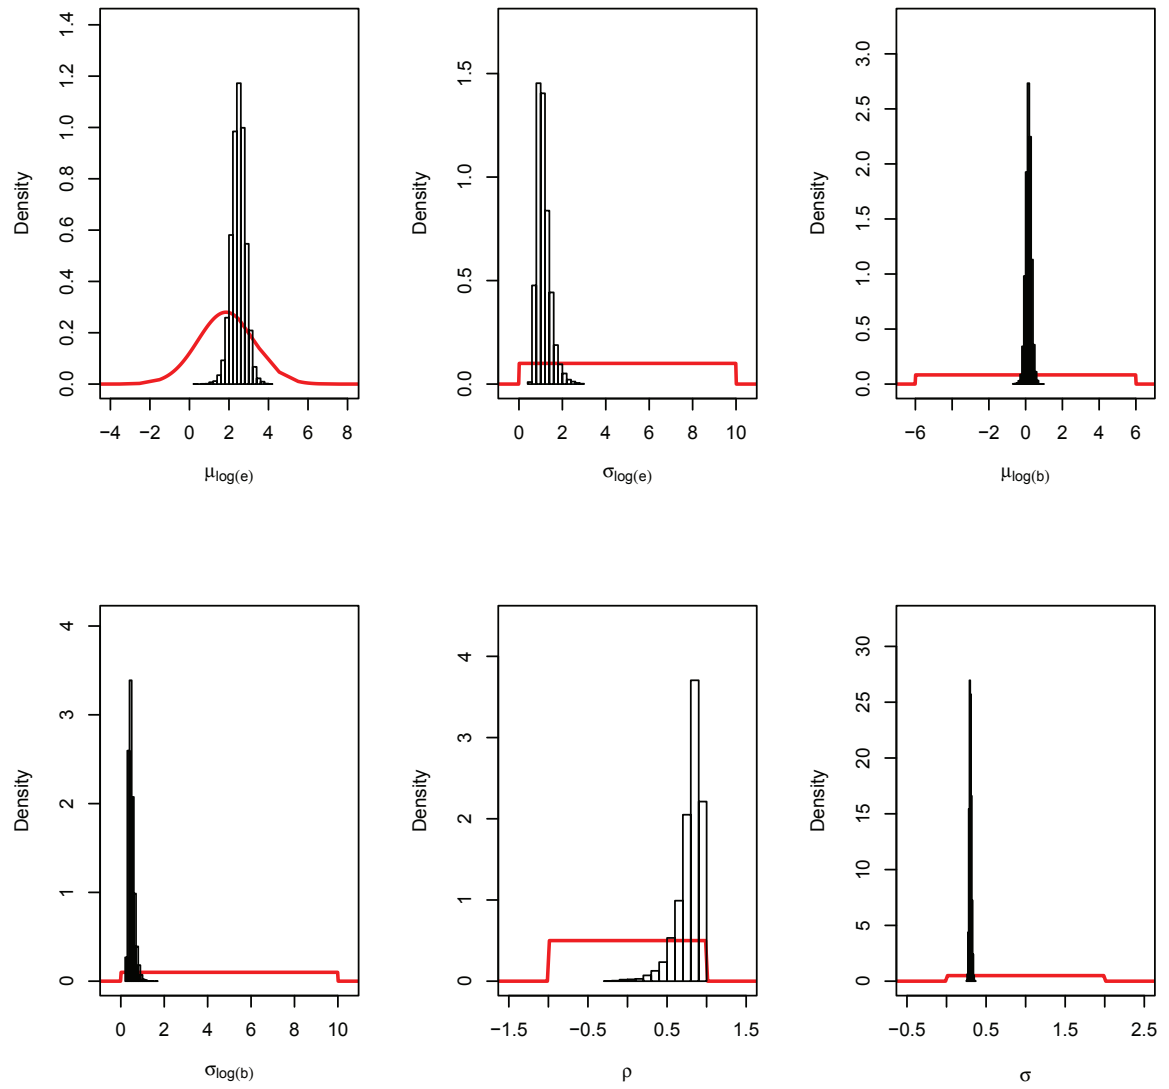 Density
0.0 0.2 0.4 0.6 0.8 1.0 1.2 1.4
−4 −2 0 2 4 6 8
μlog(e)
Density
0.0 0.5 1.0 1.5
0 2 4 6 8 10
σlog(e)
Density
0.0 0.5 1.0 1.5 2.0 2.5 3.0
−6 −2 0 2 4 6
μlog(b)
Density
0 1 2 3 4
0 2 4 6 8 10
σlog(b)
Density
0 1 2 3 4
−1.5 −0.5 0.5 1.5
ρ
Density
0 5 10 15 20 25 30
−0.5 0.5 1.5 2.5
σ